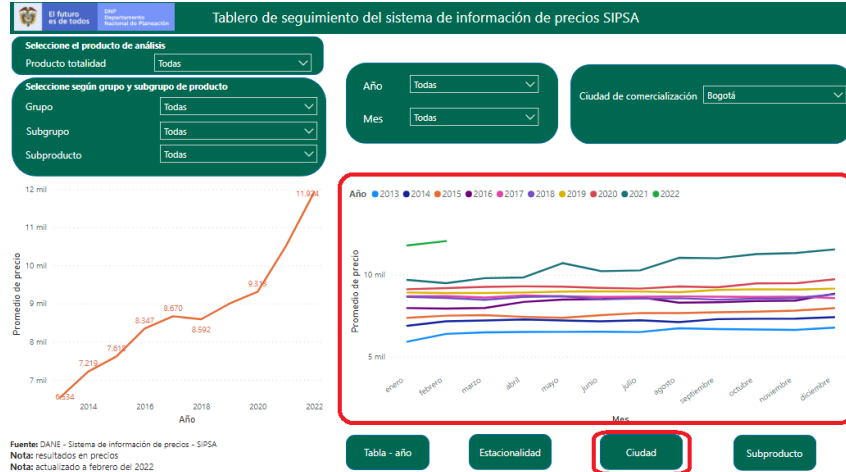 El futuro
es de todos
DNP
Departamento
Nacional de Planeación
Tablero de seguimiento del sistema de información de precios SIPSA
Seleccione el producto de análisis
Producto totalidad Todas
Seleccione según grupo y subgrupo de producto
Grupo Todas
Subgrupo Todas
Subproducto Todas
Año Todas
Mes Todas
Ciudad de comercialización Bogotá
12 mil
11 mil
10 mil
9 mil
8 mil
7 mil
Promedio de precio
6.534
7.219
7.618
8.347
8.670
8.592
9.315
11.924
2014 2016 2018 2020 2022
Año
Año 2013 2014 2015 2016 2017 2018 2019 2020 2021 2022
Promedio de precio
10 mil
5 mil
enero febrero marzo abril mayo junio julio agosto septiembre octubre noviembre diciembre
Mes
Fuente: DANE - Sistema de información de precios - SIPSA
Nota: resultados en precios
Nota: actualizado a febrero del 2022
Tabla - año
Estacionalidad
Ciudad
Subproducto